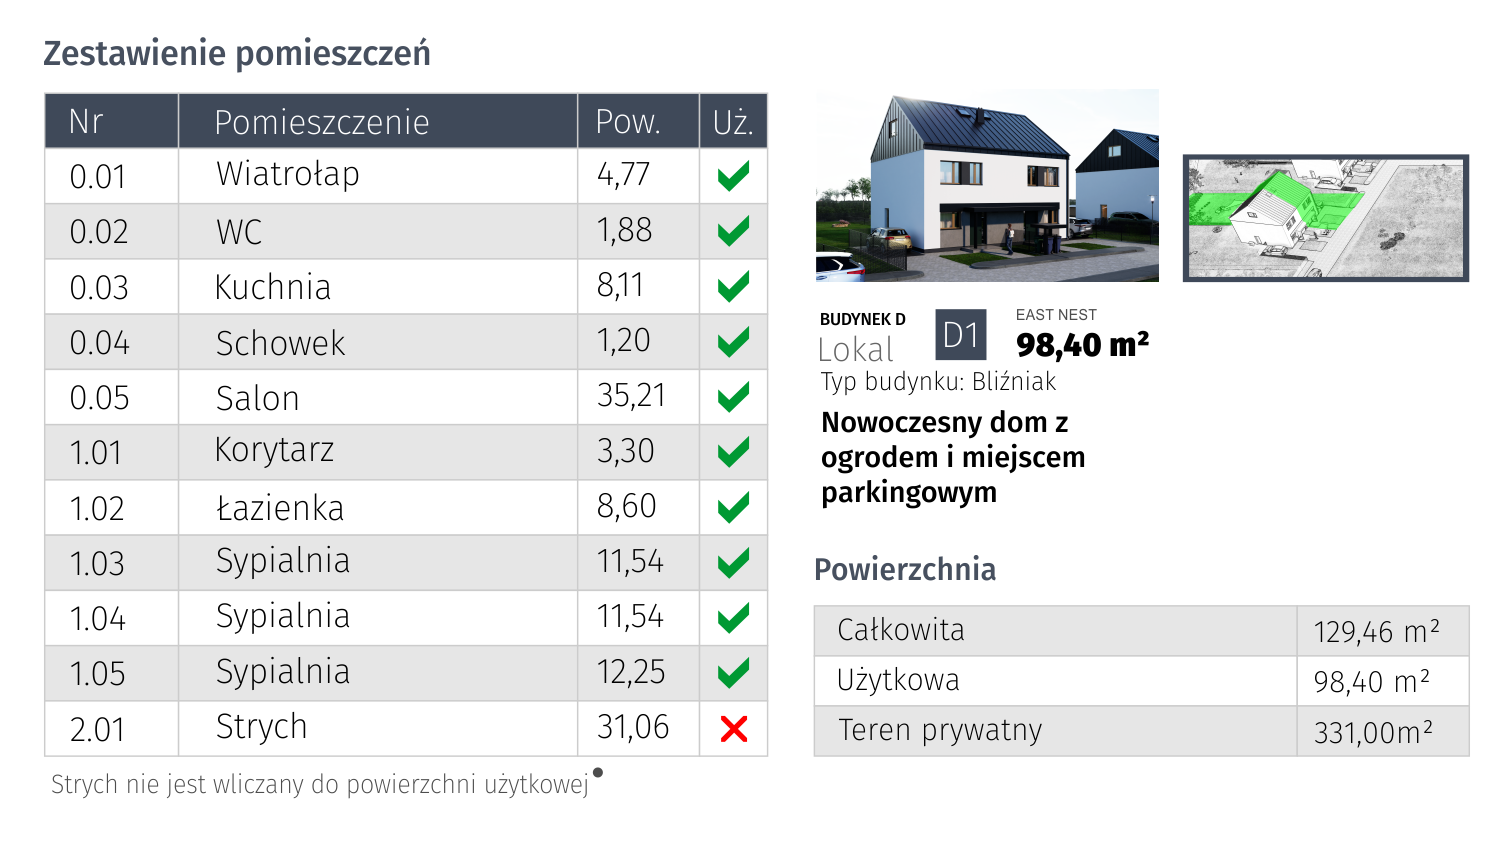 Zestawienie pomieszczeń
Nr Pomieszczenie Pow. Uż.
0.01 Wiatrołap 4,77
0.02 WC 1,88
0.03 Kuchnia 8,11
0.04 Schowek 1,20
0.05 Salon 35,21
1.01 Korytarz 3,30
1.02 Łazienka 8,60
1.03 Sypialnia 11,54
1.04 Sypialnia 11,54
1.05 Sypialnia 12,25
2.01 Strych 31,06
Strych nie jest wliczany do powierzchni użytkowej
BUDYNEK D
Lokal
D1
EAST NEST
98,40 m²
Typ budynku: Bliźniak
Nowoczesny dom z
ogrodem i miejscem
parkingowym
Powierzchnia
Całkowita 129,46 m²
Użytkowa 98,40 m²
Teren prywatny 331,00m²